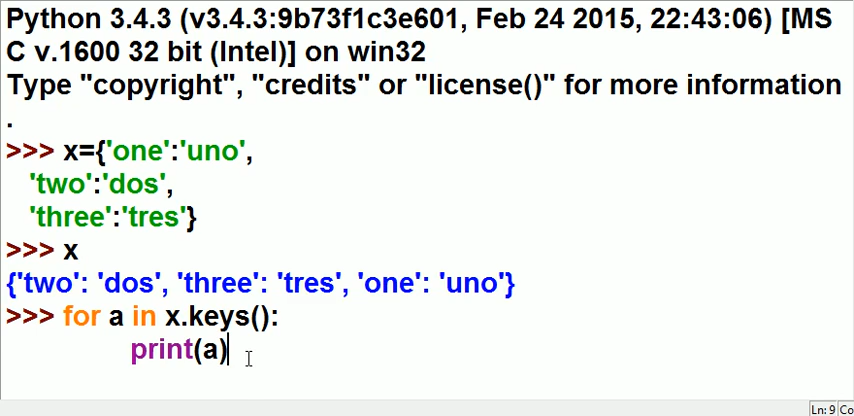 Python 3.4.3 (v3.4.3:9b73f1c3e601, Feb 24 2015, 22:43:06) [MS
C v.1600 32 bit (Intel)] on win32
Type "copyright", "credits" or "license()" for more information
.
>>> x={'one':'uno',
'two':'dos',
'three':'tres'}
>>> x
{'two': 'dos', 'three': 'tres', 'one': 'uno'}
>>> for a in x.keys():
print(a)
Ln: 9 Co